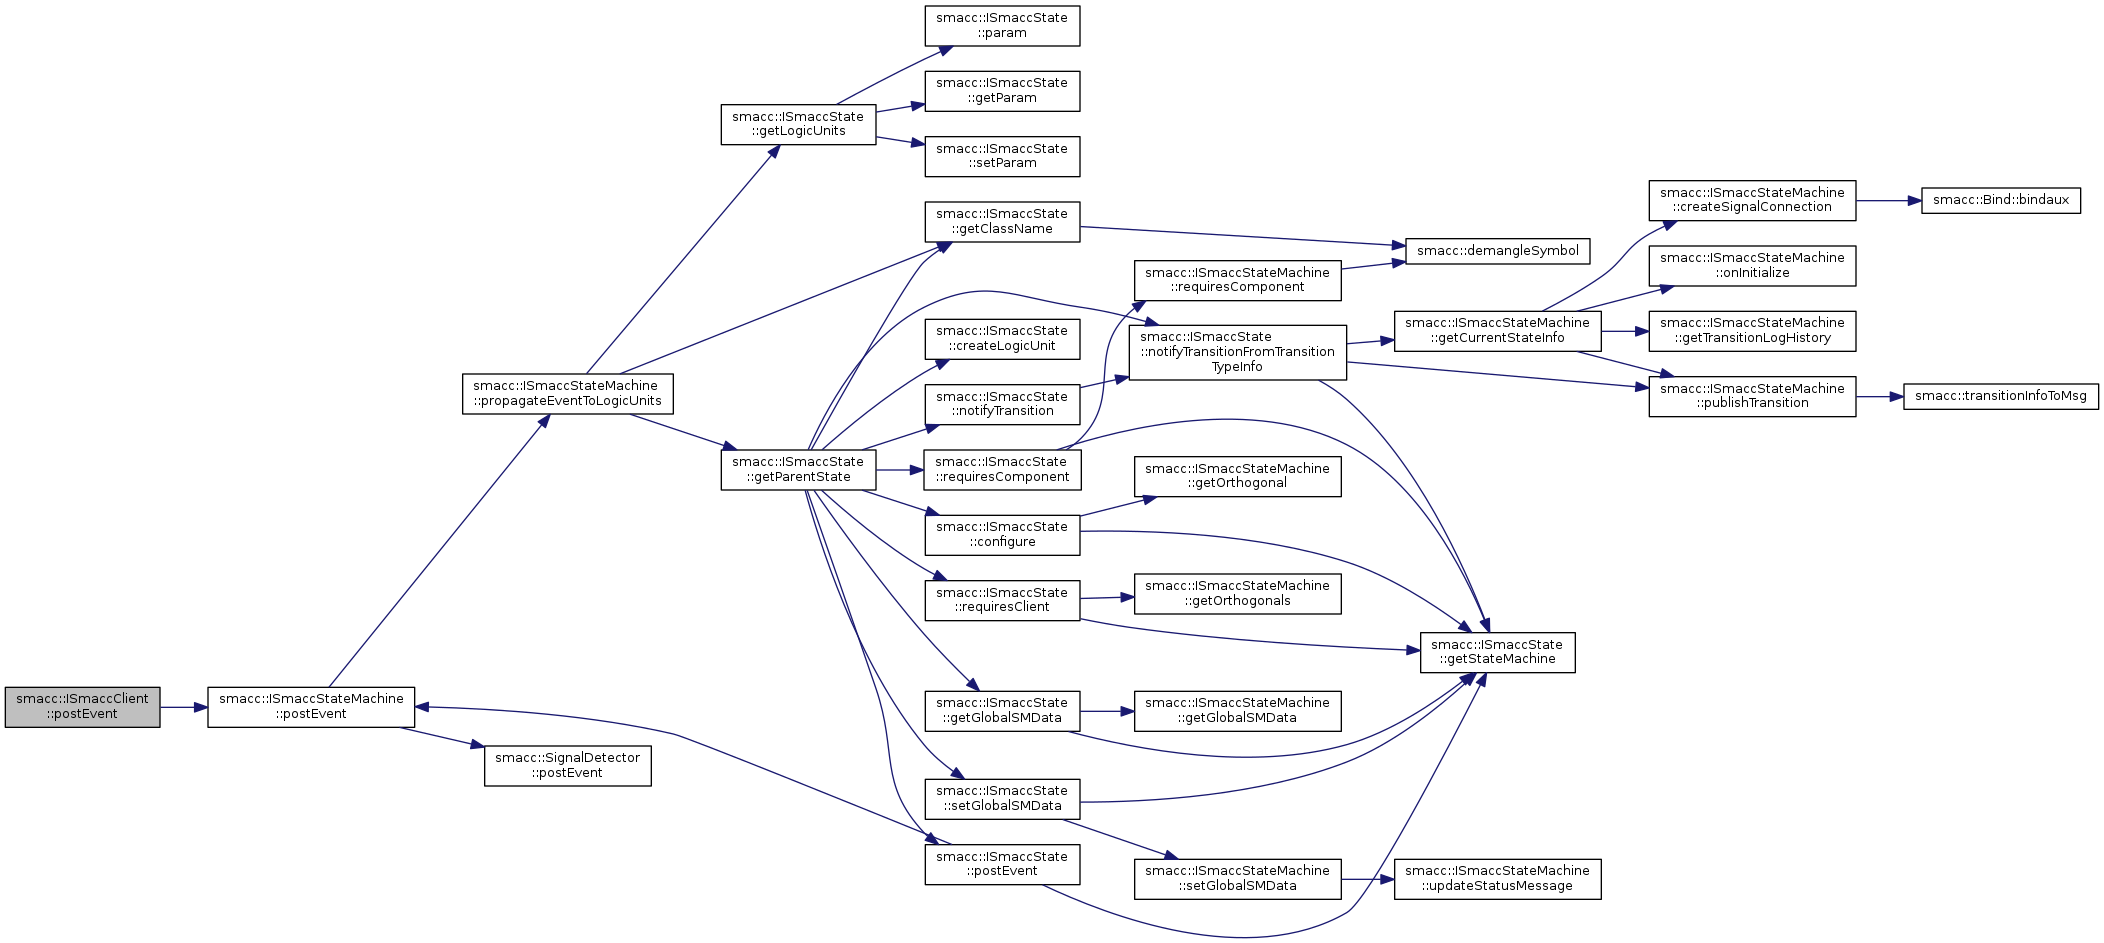 smacc::ISmaccClient
::postEvent
smacc::ISmaccStateMachine
::postEvent
smacc::ISmaccStateMachine
::propagateEventToLogicUnits
smacc::SignalDetector
::postEvent
smacc::ISmaccState
::getLogicUnits
smacc::ISmaccState
::getParentState
smacc::ISmaccState
::param
smacc::ISmaccState
::getParam
smacc::ISmaccState
::setParam
smacc::ISmaccState
::getClassName
smacc::ISmaccState
::createLogicUnit
smacc::ISmaccState
::notifyTransition
smacc::ISmaccState
::requiresComponent
smacc::ISmaccState
::configure
smacc::ISmaccState
::requiresClient
smacc::ISmaccState
::getGlobalSMData
smacc::ISmaccState
::setGlobalSMData
smacc::ISmaccState
::postEvent
smacc::ISmaccStateMachine
::requiresComponent
smacc::ISmaccState
::notifyTransitionFromTransition
TypeInfo
smacc::ISmaccStateMachine
::getOrthogonal
smacc::ISmaccStateMachine
::getOrthogonals
smacc::ISmaccStateMachine
::getGlobalSMData
smacc::ISmaccStateMachine
::setGlobalSMData
smacc::demangleSymbol
smacc::ISmaccStateMachine
::getCurrentStateInfo
smacc::ISmaccState
::getStateMachine
smacc::ISmaccStateMachine
::updateStatusMessage
smacc::ISmaccStateMachine
::createSignalConnection
smacc::ISmaccStateMachine
::onInitialize
smacc::ISmaccStateMachine
::getTransitionLogHistory
smacc::ISmaccStateMachine
::publishTransition
smacc::Bind::bindaux
smacc::transitionInfoToMsg